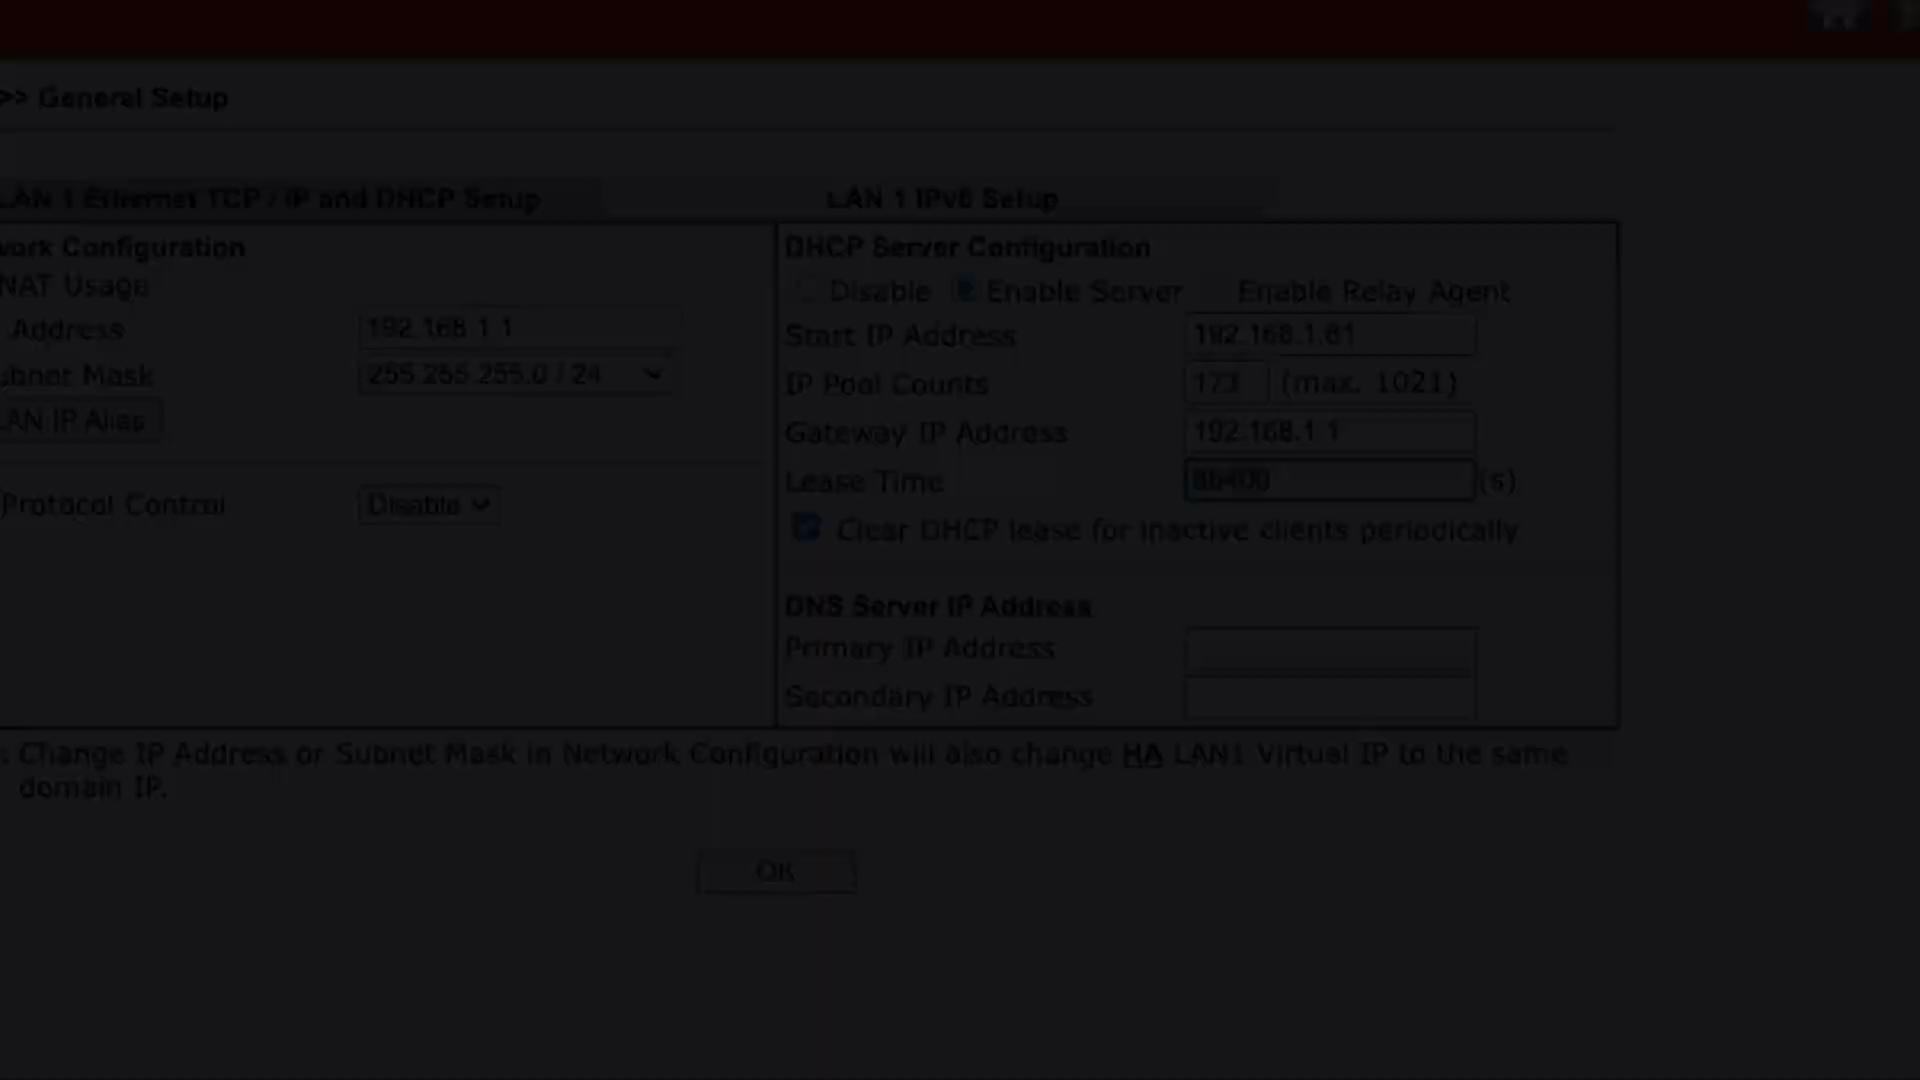 >> General Setup
LAN 1 Ethernet TCP / IP and DHCP Setup
LAN 1 IPv6 Setup
work Configuration
NAT Usage
Address
192.168.1.1
ubnet Mask
255.255.255.0 / 24
LAN IP Alias
Protocol Control
Disable
DHCP Server Configuration
Disable Enable Server Enable Relay Agent
Start IP Address
192.168.1.81
IP Pool Counts
173 (max. 1021)
Gateway IP Address
192.168.1.1
Lease Time
86400 (s)
Clear DHCP lease for inactive clients periodically
DNS Server IP Address
Primary IP Address
Secondary IP Address
: Change IP Address or Subnet Mask in Network Configuration will also change HA LAN1 Virtual IP to the same
domain IP.
OK